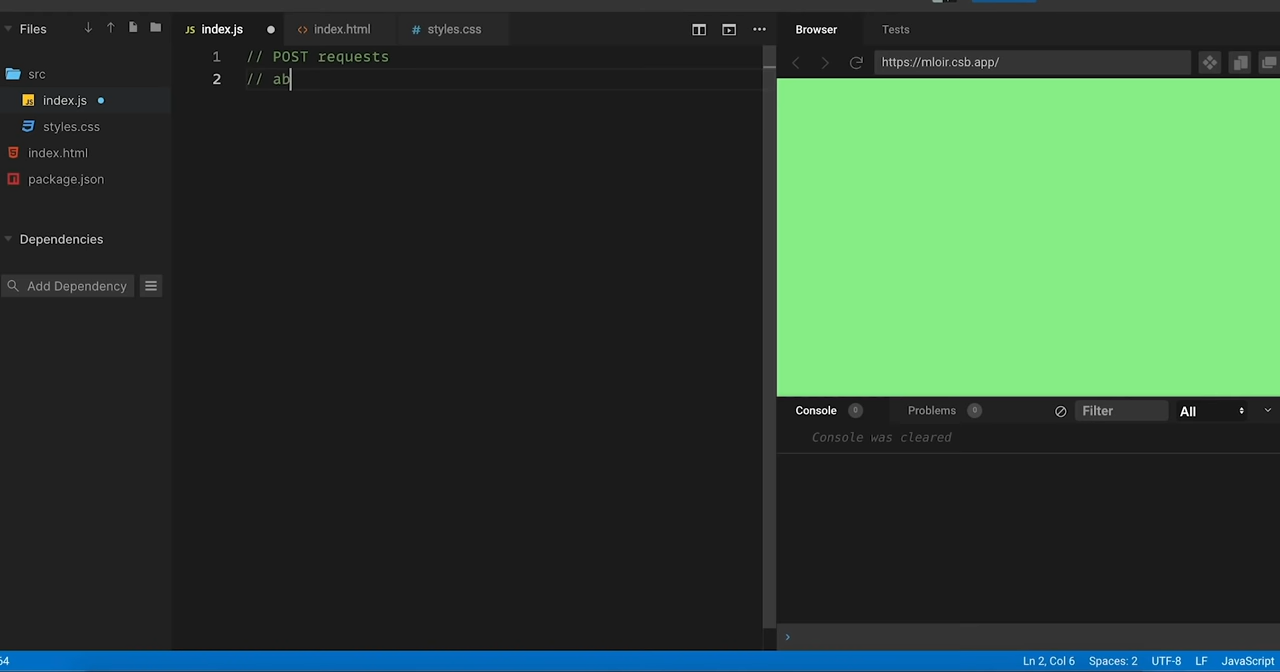 Files
src
index.js
styles.css
index.html
package.json
Dependencies
Add Dependency
JS index.js
<> index.html
# styles.css
1 // POST requests
2 // ab
Browser
Tests
https://mloir.csb.app/
Console 0
Problems 0
Filter
All
Console was cleared
›
64
Ln 2, Col 6
Spaces: 2
UTF-8
LF
JavaScript